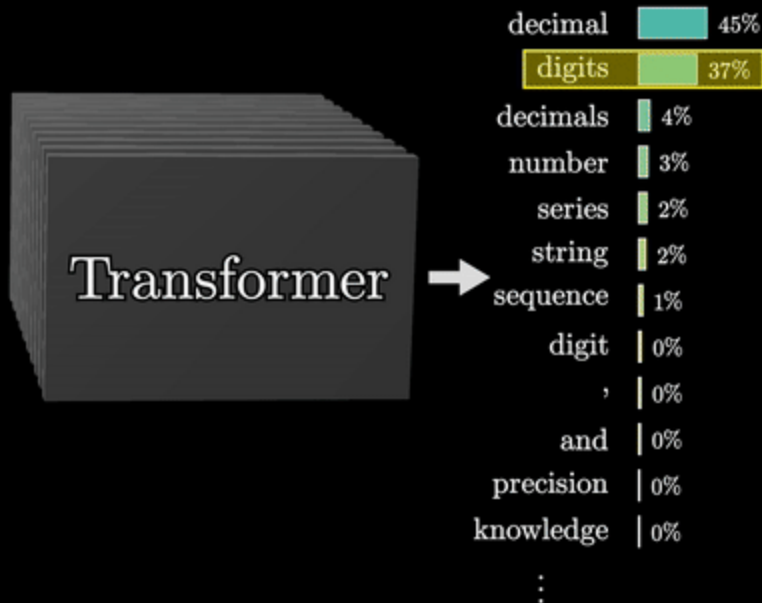 decimal 45%
digits 37%
decimals 4%
number 3%
series 2%
string 2%
sequence 1%
digit 0%
, 0%
and 0%
precision 0%
knowledge 0%
⋮
Transformer